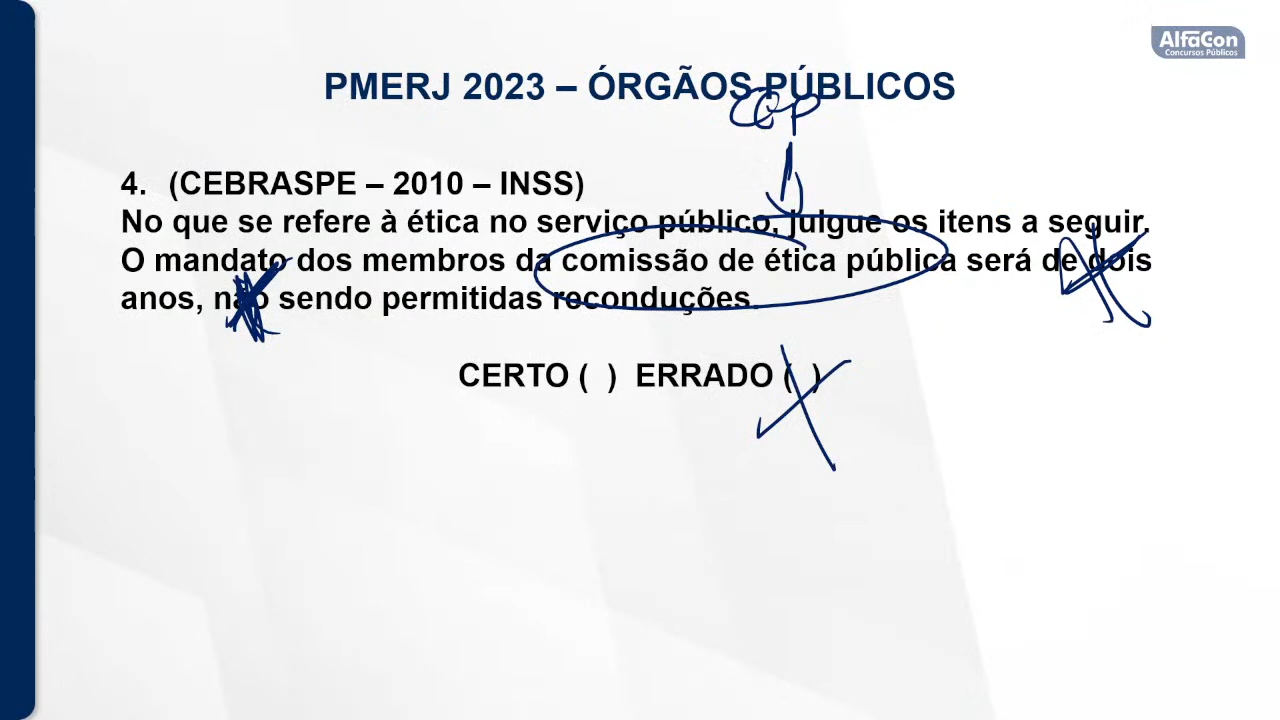 AlfaCon
Concursos Públicos
PMERJ 2023 – ÓRGÃOS PÚBLICOS
CEP
4. (CEBRASPE – 2010 – INSS)
No que se refere à ética no serviço público, julgue os itens a seguir.
O mandato dos membros da comissão de ética pública será de dois
anos, não sendo permitidas reconduções.
CERTO ( ) ERRADO ( )